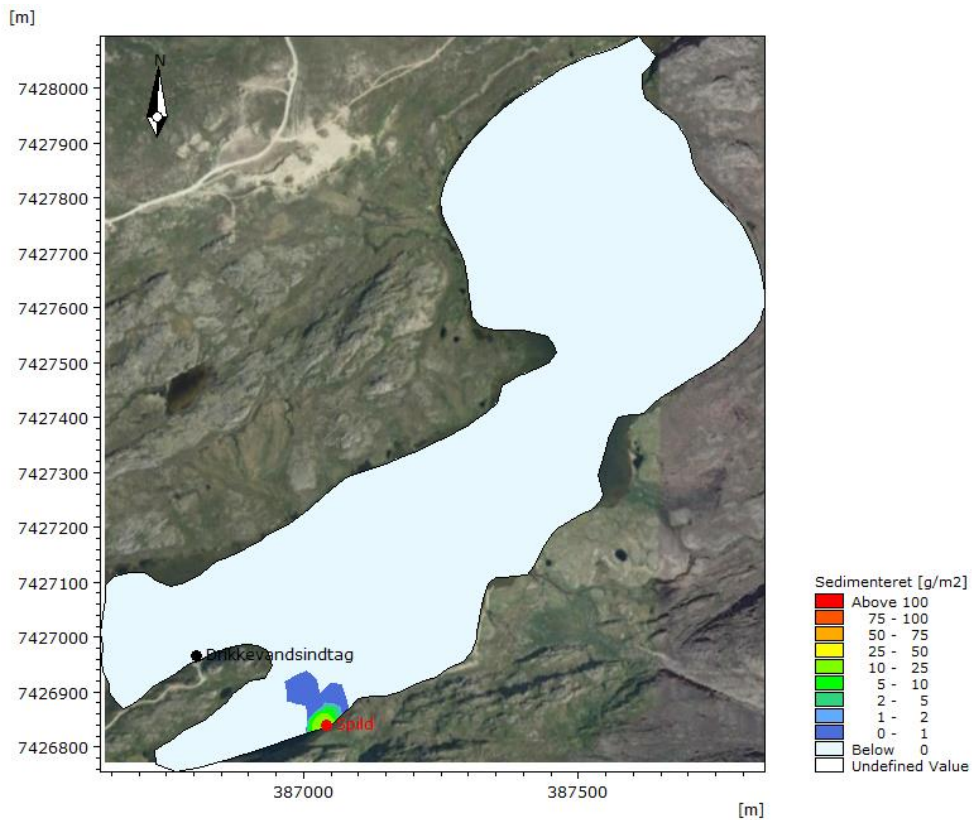 [m]
N
7428000
7427900
7427800
7427700
7427600
7427500
7427400
7427300
7427200
7427100
7427000
7426900
7426800
Drikkevandsindtag
Spild
387000
387500
[m]
Sedimenteret [g/m2]
Above 100
75 - 100
50 - 75
25 - 50
10 - 25
5 - 10
2 - 5
1 - 2
0 - 1
Below 0
Undefined Value